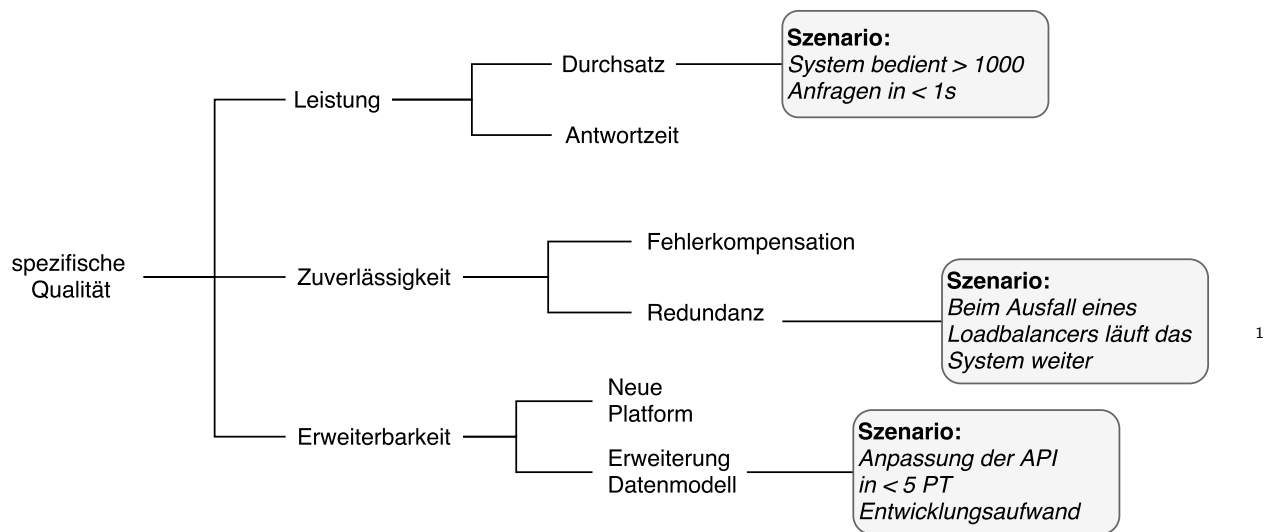 Szenario:
System bedient > 1000
Anfragen in < 1s
Durchsatz
Leistung
Antwortzeit
spezifische
Qualität
Fehlerkompensation
Zuverlässigkeit
Redundanz
Szenario:
Beim Ausfall eines
Loadbalancers läuft das
System weiter
1
Neue
Platform
Erweiterbarkeit
Erweiterung
Datenmodell
Szenario:
Anpassung der API
in < 5 PT
Entwicklungsaufwand